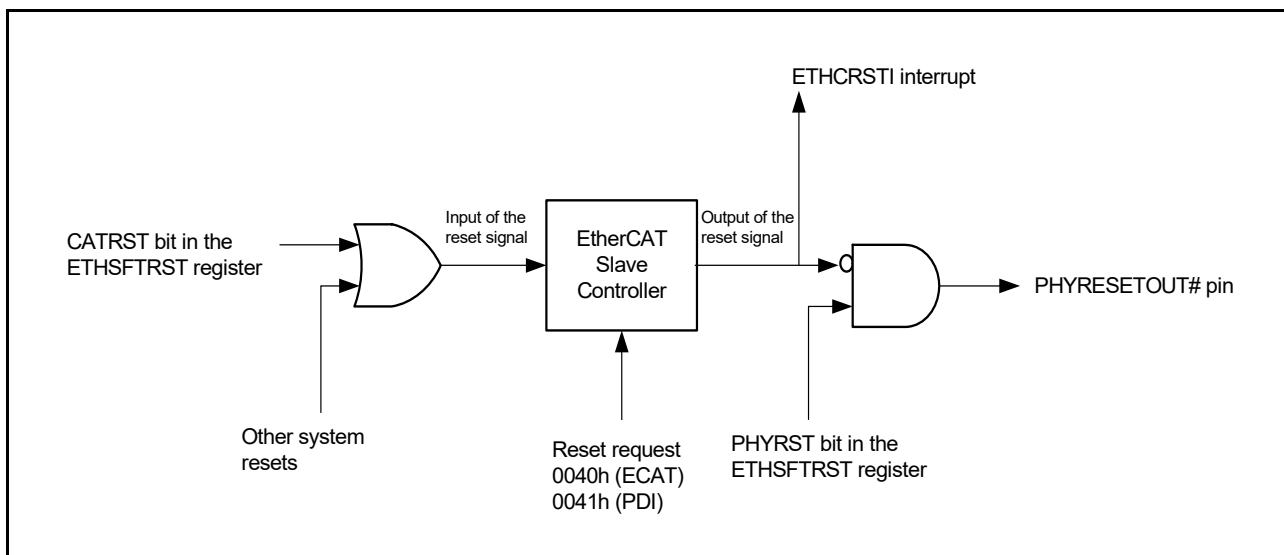 ETHCRSTI interrupt
CATRST bit in the
ETHSFTRST register
Input of the
reset signal
EtherCAT
Slave
Controller
Output of the
reset signal
PHYRESETOUT# pin
Other system
resets
Reset request
0040h (ECAT)
0041h (PDI)
PHYRST bit in the
ETHSFTRST register